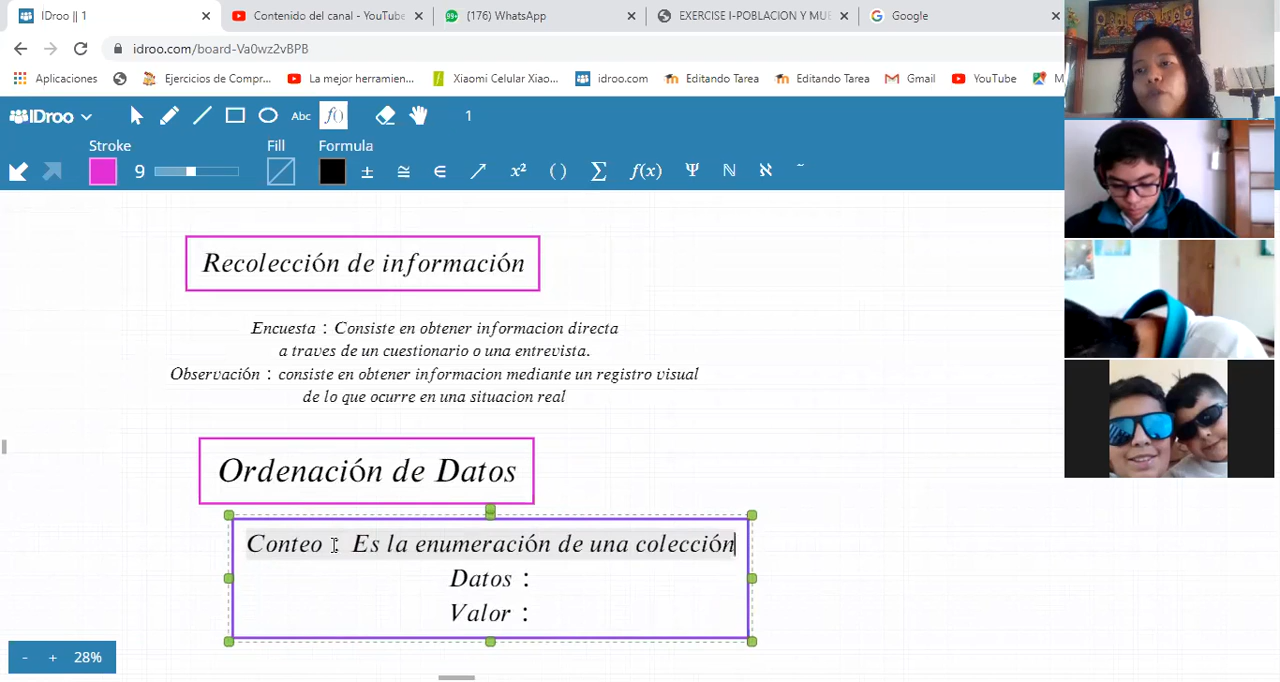 IDroo || 1
Contenido del canal - YouTube
(176) WhatsApp
EXERCISE I-POBLACION Y MUE
Google
idroo.com/board-Va0wz2vBPB
Aplicaciones
Ejercicios de Compr...
La mejor herramien...
Xiaomi Celular Xiao...
idroo.com
Editando Tarea
Editando Tarea
Gmail
YouTube
M
IDroo
Abc
f()
1
Stroke
Fill
Formula
9
± ≅ ∈ x² ( ) ∑ f(x) Ψ ℕ ℵ ~
Recolección de información
Encuesta : Consiste en obtener informacion directa
a traves de un cuestionario o una entrevista.
Observación : consiste en obtener informacion mediante un registro visual
de lo que ocurre en una situacion real
Ordenación de Datos
Conteo : Es la enumeración de una colección
Datos :
Valor :
- + 28%